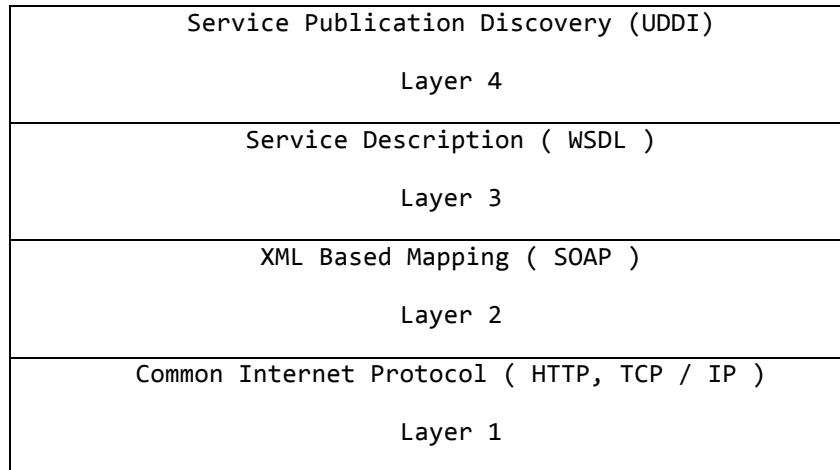 Service Publication Discovery (UDDI)
Layer 4
Service Description ( WSDL )
Layer 3
XML Based Mapping ( SOAP )
Layer 2
Common Internet Protocol ( HTTP, TCP / IP )
Layer 1